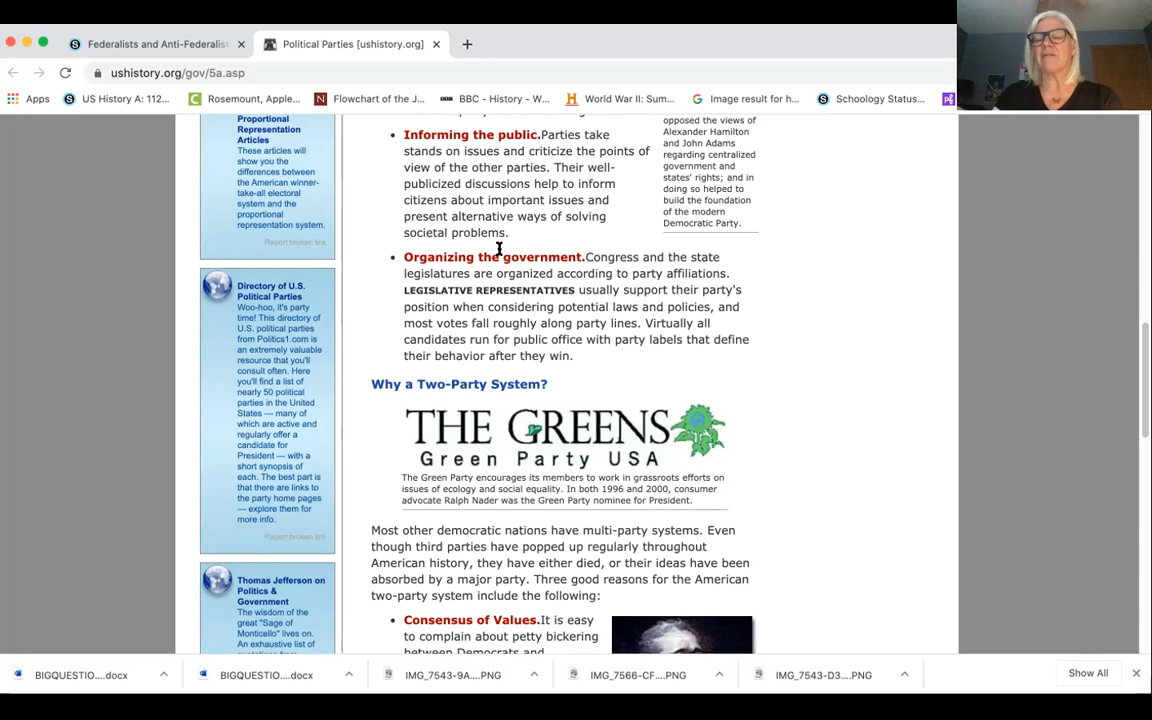 Federalists and Anti-Federalist
Political Parties [ushistory.org]
ushistory.org/gov/5a.asp
Apps
US History A: 112...
Rosemount, Apple...
Flowchart of the J...
BBC - History - W...
World War II: Sum...
Image result for h...
Schoology Status...
Proportional
Representation
Articles
These articles will
show you the
differences between
the American winner-
take-all electoral
system and the
proportional
representation system.
Report broken link
Directory of U.S.
Political Parties
Woo-hoo, it's party
time! This directory of
U.S. political parties
from Politics1.com is
an extremely valuable
resource that you'll
consult often. Here
you'll find a list of
nearly 50 political
parties in the United
States — many of
which are active and
regularly offer a
candidate for
President — with a
short synopsis of
each. The best part is
that there are links to
the party home pages
— explore them for
more info.
Report broken link
Thomas Jefferson on
Politics &
Government
The wisdom of the
great "Sage of
Monticello" lives on.
An exhaustive list of
• Informing the public.Parties take
stands on issues and criticize the points of
view of the other parties. Their well-
publicized discussions help to inform
citizens about important issues and
present alternative ways of solving
societal problems.
opposed the views of
Alexander Hamilton
and John Adams
regarding centralized
government and
states' rights; and in
doing so helped to
build the foundation
of the modern
Democratic Party.
• Organizing the government.Congress and the state
legislatures are organized according to party affiliations.
LEGISLATIVE REPRESENTATIVES usually support their party's
position when considering potential laws and policies, and
most votes fall roughly along party lines. Virtually all
candidates run for public office with party labels that define
their behavior after they win.
Why a Two-Party System?
THE GREENS
Green Party USA
The Green Party encourages its members to work in grassroots efforts on
issues of ecology and social equality. In both 1996 and 2000, consumer
advocate Ralph Nader was the Green Party nominee for President.
Most other democratic nations have multi-party systems. Even
though third parties have popped up regularly throughout
American history, they have either died, or their ideas have been
absorbed by a major party. Three good reasons for the American
two-party system include the following:
• Consensus of Values.It is easy
to complain about petty bickering
between Democrats and
BIGQUESTIO....docx
BIGQUESTIO....docx
IMG_7543-9A....PNG
IMG_7566-CF....PNG
IMG_7543-D3....PNG
Show All